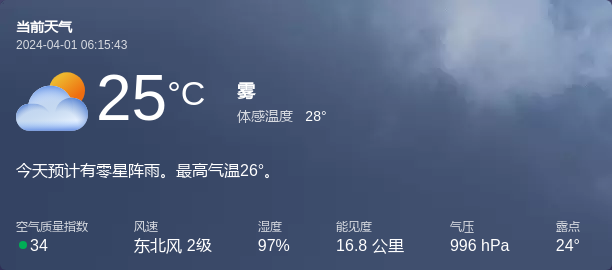 当前天气
2024-04-01 06:15:43
25°C
雾
体感温度 28°
今天预计有零星阵雨。最高气温26°。
空气质量指数 风速 湿度 能见度 气压 露点
34 东北风 2级 97% 16.8 公里 996 hPa 24°